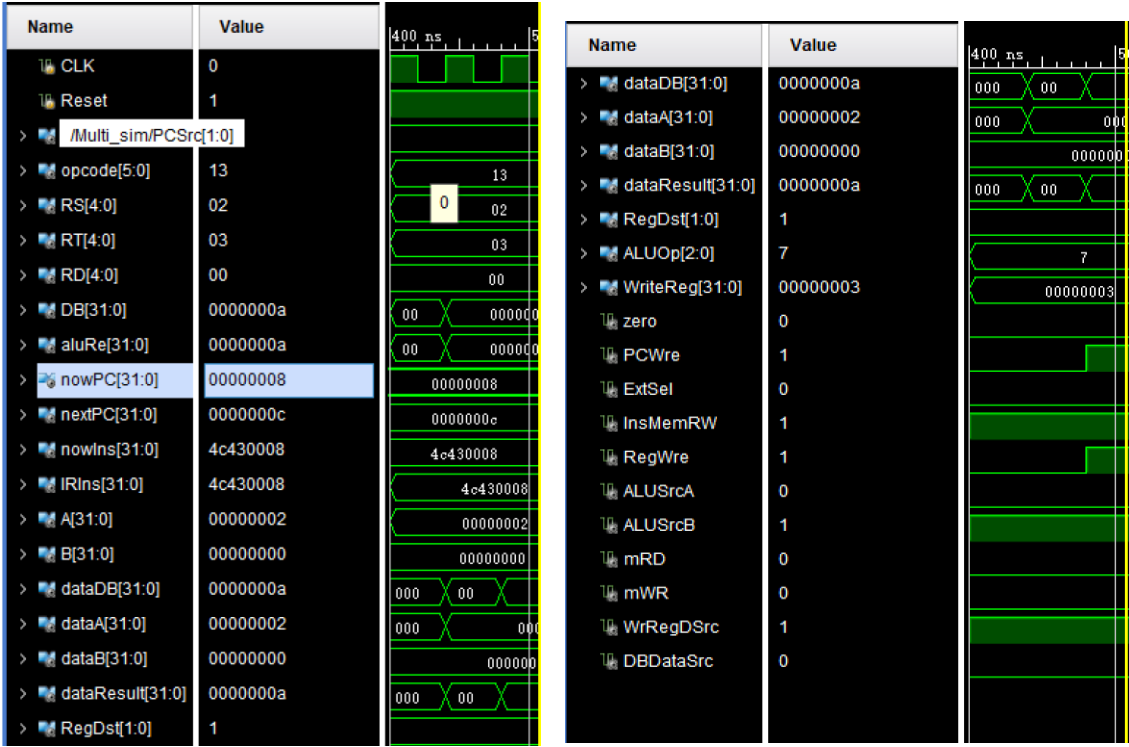 Name Value 400 ns 5
CLK 0
Reset 1
/Multi_sim/PCSrc[1:0]
opcode[5:0] 13 13
0
RS[4:0] 02 02
RT[4:0] 03 03
RD[4:0] 00 00
DB[31:0] 0000000a 00 000000
aluRe[31:0] 0000000a 00 000000
nowPC[31:0] 00000008 00000008
nextPC[31:0] 0000000c 0000000c
nowIns[31:0] 4c430008 4c430008
IRIns[31:0] 4c430008 4c430008
A[31:0] 00000002 00000002
B[31:0] 00000000 00000000
dataDB[31:0] 0000000a 000 00
dataA[31:0] 00000002 000 000
dataB[31:0] 00000000 000000
dataResult[31:0] 0000000a 000 00
RegDst[1:0] 1
Name Value 400 ns 5
dataDB[31:0] 0000000a 000 00
dataA[31:0] 00000002 000 000
dataB[31:0] 00000000 000000
dataResult[31:0] 0000000a 000 00
RegDst[1:0] 1
ALUOp[2:0] 7 7
WriteReg[31:0] 00000003 00000003
zero 0
PCWre 1
ExtSel 0
InsMemRW 1
RegWre 1
ALUSrcA 0
ALUSrcB 1
mRD 0
mWR 0
WrRegDSrc 1
DBDataSrc 0